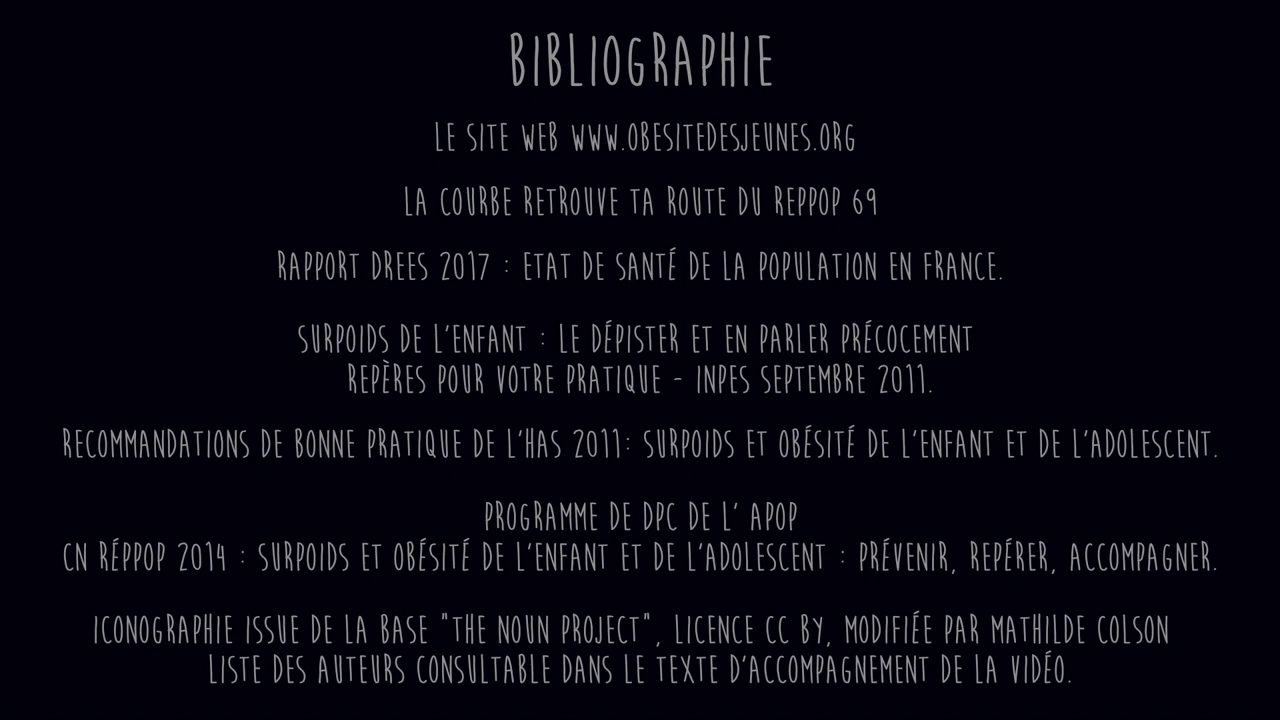 BIBLIOGRAPHIE
LE SITE WEB WWW.OBESITEDESJEUNES.ORG
LA COURBE RETROUVE TA ROUTE DU REPPOP 69
RAPPORT DREES 2017 : ETAT DE SANTÉ DE LA POPULATION EN FRANCE.
SURPOIDS DE L'ENFANT : LE DÉPISTER ET EN PARLER PRÉCOCEMENT
REPÈRES POUR VOTRE PRATIQUE - INPES SEPTEMBRE 2011.
RECOMMANDATIONS DE BONNE PRATIQUE DE L'HAS 2011: SURPOIDS ET OBÉSITÉ DE L'ENFANT ET DE L'ADOLESCENT.
PROGRAMME DE DPC DE L' APOP
CN RÉPPOP 2014 : SURPOIDS ET OBÉSITÉ DE L'ENFANT ET DE L'ADOLESCENT : PRÉVENIR, REPÉRER, ACCOMPAGNER.
ICONOGRAPHIE ISSUE DE LA BASE "THE NOUN PROJECT", LICENCE CC BY, MODIFIÉE PAR MATHILDE COLSON
LISTE DES AUTEURS CONSULTABLE DANS LE TEXTE D'ACCOMPAGNEMENT DE LA VIDÉO.